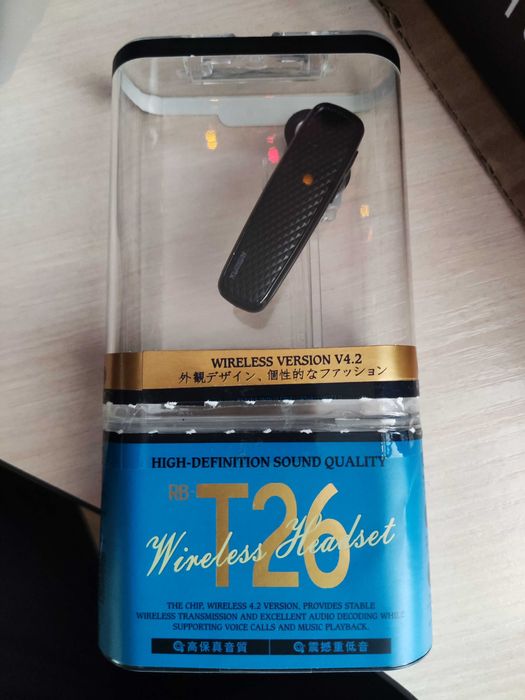 WIRELESS VERSION V4.2
外観デザイン、個性的なファッション
HIGH-DEFINITION SOUND QUALITY
RB-T26
Wireless Headset
THE CHIP, WIRELESS 4.2 VERSION, PROVIDES STABLE
WIRELESS TRANSMISSION AND EXCELLENT AUDIO DECODING WHILE
SUPPORTING VOICE CALLS AND MUSIC PLAYBACK.
高保真音質 震撼重低音